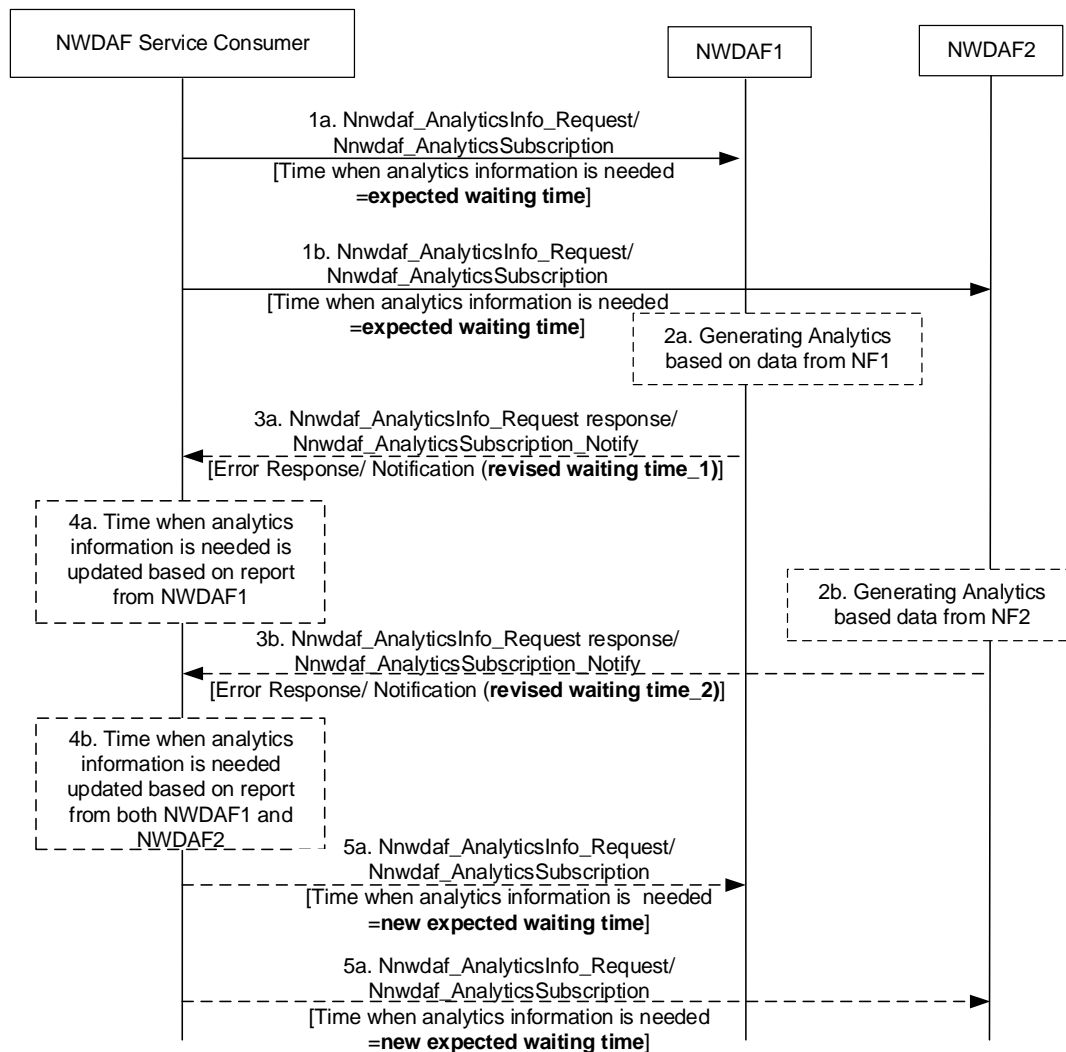 NWDAF Service Consumer
NWDAF1
NWDAF2
1a. Nnwdaf_AnalyticsInfo_Request/
Nnwdaf_AnalyticsSubscription
[Time when analytics information is needed
=expected waiting time]
1b. Nnwdaf_AnalyticsInfo_Request/
Nnwdaf_AnalyticsSubscription
[Time when analytics information is needed
=expected waiting time]
2a. Generating Analytics
based on data from NF1
3a. Nnwdaf_AnalyticsInfo_Request response/
Nnwdaf_AnalyticsSubscription_Notify
[Error Response/ Notification (revised waiting time_1)]
4a. Time when analytics
information is needed is
updated based on report
from NWDAF1
2b. Generating Analytics
based data from NF2
3b. Nnwdaf_AnalyticsInfo_Request response/
Nnwdaf_AnalyticsSubscription_Notify
[Error Response/ Notification (revised waiting time_2)]
4b. Time when analytics
information is needed
updated based on report
from both NWDAF1 and
NWDAF2
5a. Nnwdaf_AnalyticsInfo_Request/
Nnwdaf_AnalyticsSubscription
[Time when analytics information is  needed
=new expected waiting time]
5a. Nnwdaf_AnalyticsInfo_Request/
Nnwdaf_AnalyticsSubscription
[Time when analytics information is needed
=new expected waiting time]